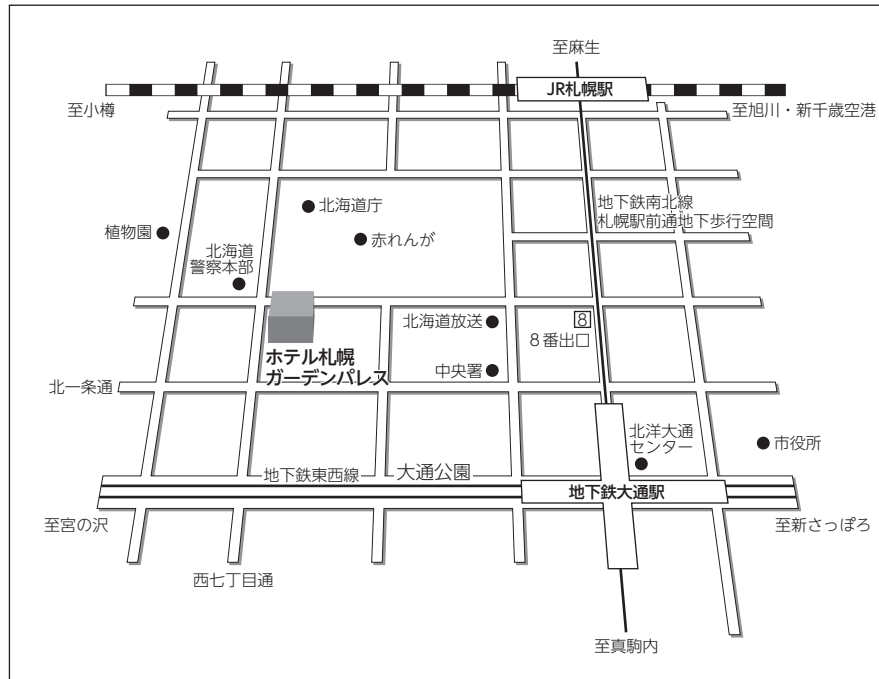 至麻生
JR札幌駅
至小樽
至旭川・新千歳空港
地下鉄南北線
札幌駅前通地下歩行空間
北海道庁
植物園
赤れんが
北海道
警察本部
北海道放送
8
8番出口
ホテル札幌
ガーデンパレス
中央署
北一条通
北洋大通
センター
市役所
地下鉄東西線
大通公園
地下鉄大通駅
至宮の沢
至新さっぽろ
西七丁目通
至真駒内